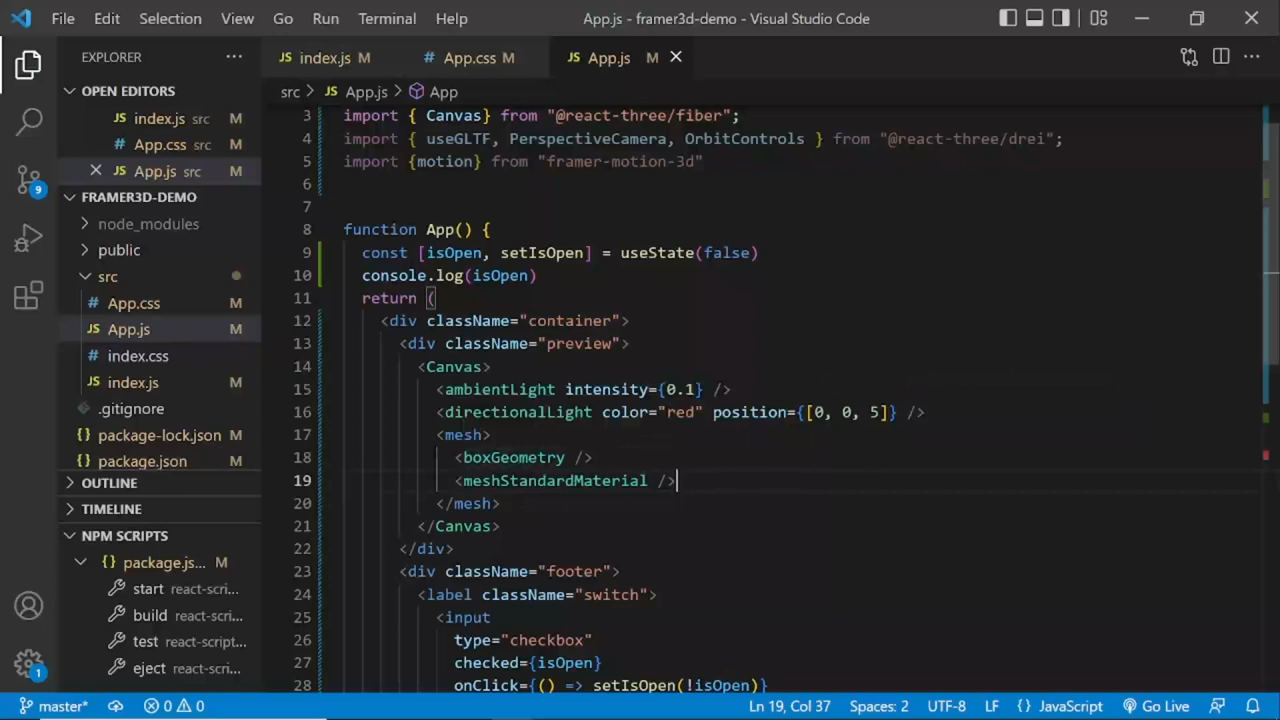 File Edit Selection View Go Run Terminal Help App.js - framer3d-demo - Visual Studio Code
EXPLORER
OPEN EDITORS
JS index.js src M
# App.css src M
JS App.js src M
FRAMER3D-DEMO
node_modules
public
src
# App.css M
JS App.js M
# index.css
JS index.js M
.gitignore
{} package-lock.json M
{} package.json M
OUTLINE
TIMELINE
NPM SCRIPTS
{} package.js... M
start react-scri...
build react-scri...
test react-script...
eject react-scri...
9
1
JS index.js M # App.css M JS App.js M
src > JS App.js > App
3 import { Canvas} from "@react-three/fiber";
4 import { useGLTF, PerspectiveCamera, OrbitControls } from "@react-three/drei";
5 import {motion} from "framer-motion-3d"
6
7
8 function App() {
9 const [isOpen, setIsOpen] = useState(false)
10 console.log(isOpen)
11 return (
12 <div className="container">
13 <div className="preview">
14 <Canvas>
15 <ambientLight intensity={0.1} />
16 <directionalLight color="red" position={[0, 0, 5]} />
17 <mesh>
18 <boxGeometry />
19 <meshStandardMaterial />
20 </mesh>
21 </Canvas>
22 </div>
23 <div className="footer">
24 <label className="switch">
25 <input
26 type="checkbox"
27 checked={isOpen}
28 onClick={() => setIsOpen(!isOpen)}
master* 0 0 Ln 19, Col 37 Spaces: 2 UTF-8 LF {} JavaScript Go Live